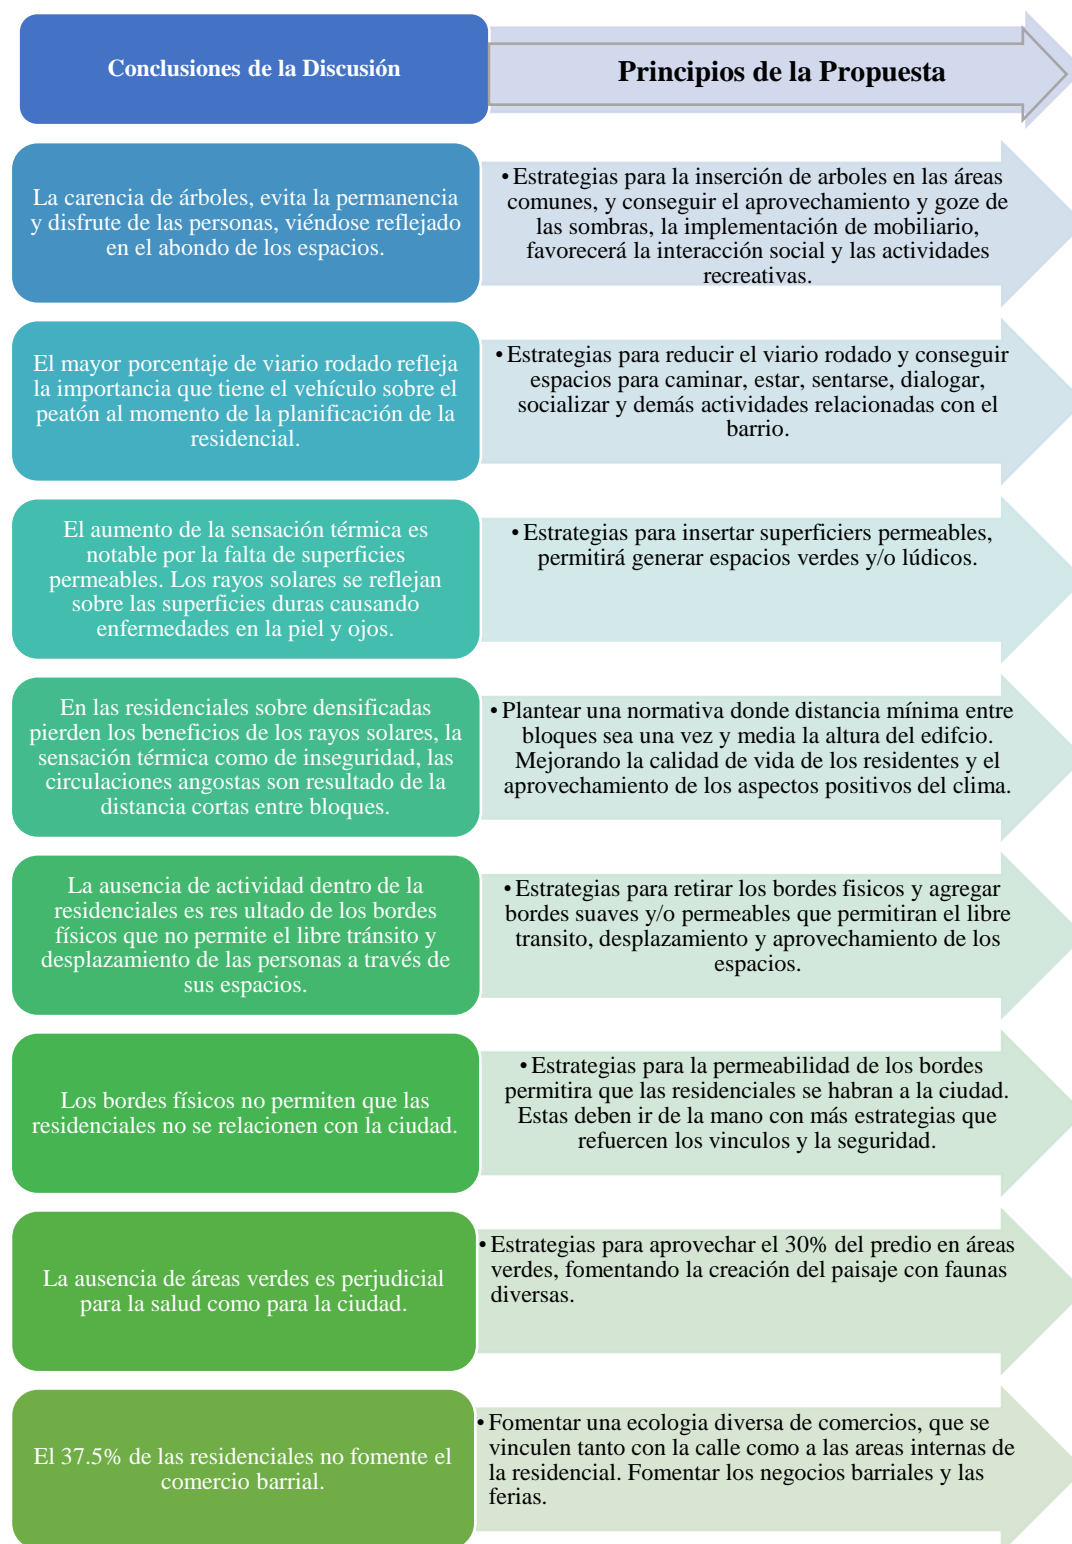 Conclusiones de la Discusión
Principios de la Propuesta
La carencia de árboles, evita la permanencia
y disfrute de las personas, viéndose reflejado
en el abondo de los espacios.
• Estrategias para la inserción de arboles en las áreas
comunes, y conseguir el aprovechamiento y goze de
las sombras, la implementación de mobiliario,
favorecerá la interacción social y las actividades
recreativas.
El mayor porcentaje de viario rodado refleja
la importancia que tiene el vehículo sobre el
peatón al momento de la planificación de la
residencial.
• Estrategias para reducir el viario rodado y conseguir
espacios para caminar, estar, sentarse, dialogar,
socializar y demás actividades relacionadas con el
barrio.
El aumento de la sensación térmica es
notable por la falta de superficies
permeables. Los rayos solares se reflejan
sobre las superficies duras causando
enfermedades en la piel y ojos.
• Estrategias para insertar superficiers permeables,
permitirá generar espacios verdes y/o lúdicos.
En las residenciales sobre densificadas
pierden los beneficios de los rayos solares, la
sensación térmica como de inseguridad, las
circulaciones angostas son resultado de la
distancia cortas entre bloques.
• Plantear una normativa donde distancia mínima entre
bloques sea una vez y media la altura del edifcio.
Mejorando la calidad de vida de los residentes y el
aprovechamiento de los aspectos positivos del clima.
La ausencia de actividad dentro de la
residenciales es res ultado de los bordes
físicos que no permite el libre tránsito y
desplazamiento de las personas a través de
sus espacios.
• Estrategias para retirar los bordes fisicos y agregar
bordes suaves y/o permeables que permitiran el libre
transito, desplazamiento y aprovechamiento de los
espacios.
Los bordes físicos no permiten que las
residenciales no se relacionen con la ciudad.
• Estrategias para la permeabilidad de los bordes
permitira que las residenciales se habran a la ciudad.
Estas deben ir de la mano con más estrategias que
refuercen los vinculos y la seguridad.
La ausencia de áreas verdes es perjudicial
para la salud como para la ciudad.
• Estrategias para aprovechar el 30% del predio en áreas
verdes, fomentando la creación del paisaje con faunas
diversas.
El 37.5% de las residenciales no fomente el
comercio barrial.
• Fomentar una ecologia diversa de comercios, que se
vinculen tanto con la calle como a las areas internas de
la residencial. Fomentar los negocios barriales y las
ferias.